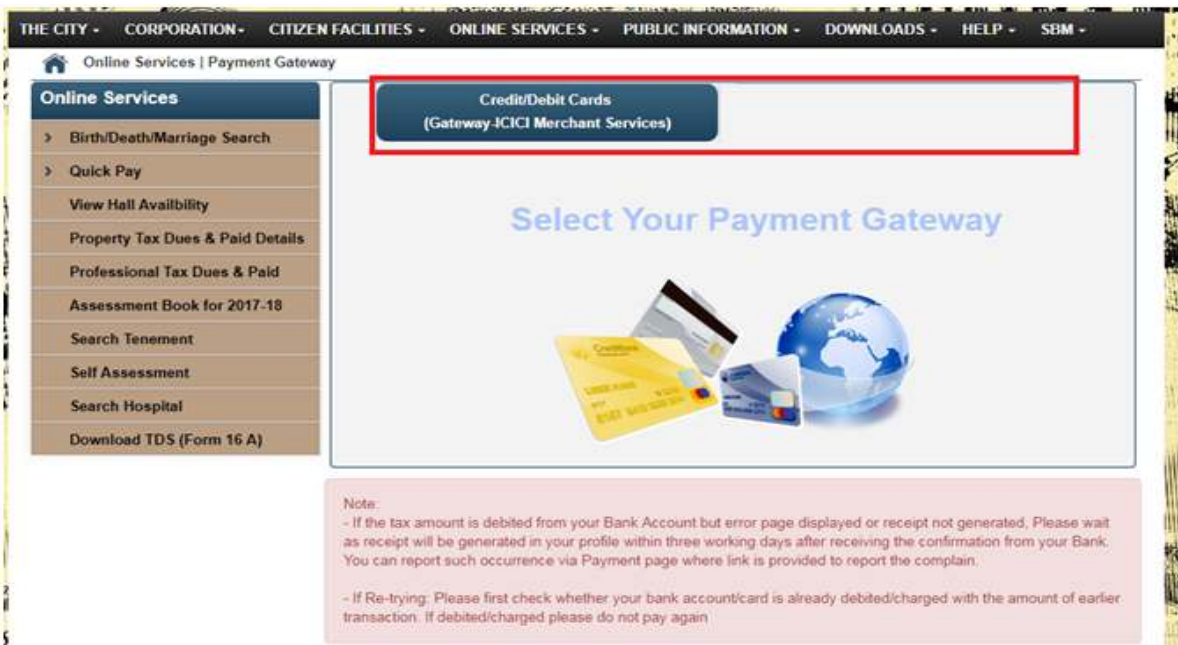 THE CITY - CORPORATION- CITIZEN FACILITIES - ONLINE SERVICES - PUBLIC INFORMATION - DOWNLOADS - HELP - SBM -
Online Services | Payment Gateway
Online Services
> Birth/Death/Marriage Search
> Quick Pay
View Hall Availbility
Property Tax Dues & Paid Details
Professional Tax Dues & Paid
Assessment Book for 2017-18
Search Tenement
Self Assessment
Search Hospital
Download TDS (Form 16 A)
Credit/Debit Cards
(Gateway-ICICI Merchant Services)
Select Your Payment Gateway
Note:
- If the tax amount is debited from your Bank Account but error page displayed or receipt not generated, Please wait
as receipt will be generated in your profile within three working days after receiving the confirmation from your Bank.
You can report such occurrence via Payment page where link is provided to report the complain.
- If Re-trying: Please first check whether your bank account/card is already debited/charged with the amount of earlier
transaction. If debited/charged please do not pay again